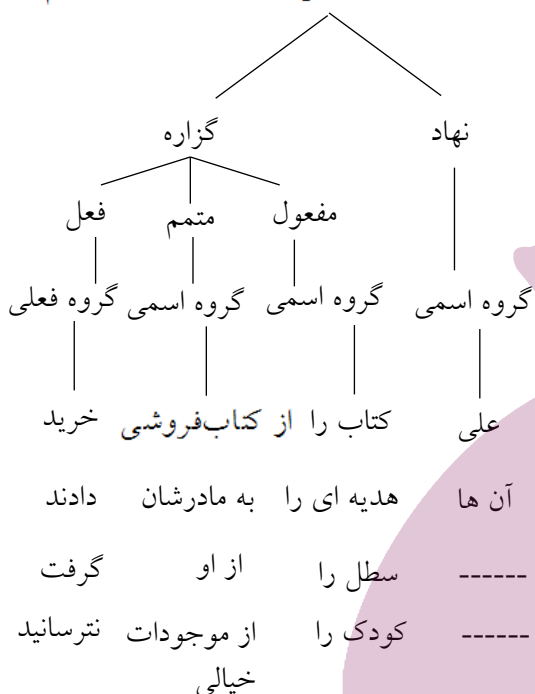 گزاره نهاد
فعل متمم مفعول
گروه فعلی گروه اسمی گروه اسمی گروه اسمی
علی کتاب را از کتاب‌فروشی خرید
آن ها هدیه ای را به مادرشان دادند
------ سطل را از او گرفت
------ کودک را از موجودات نترسانید
خیالی